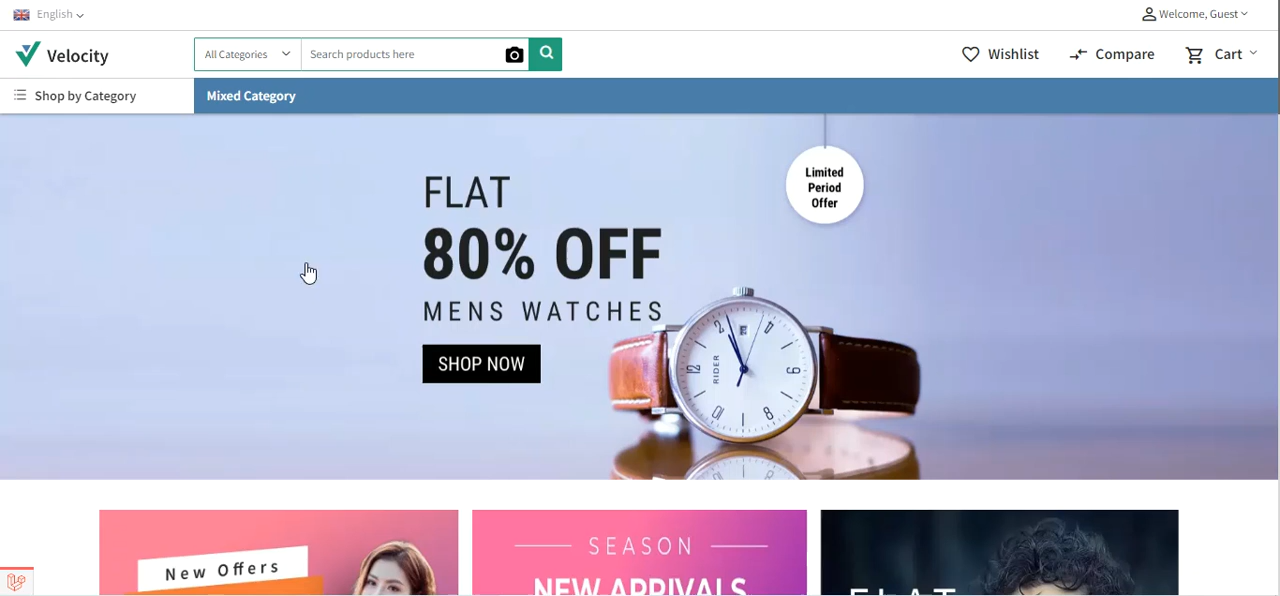 English
Welcome, Guest
Velocity
All Categories
Search products here
Wishlist
Compare
Cart
Shop by Category
Mixed Category
FLAT
80% OFF
MENS WATCHES
SHOP NOW
Limited
Period
Offer
RIDER
New Offers
SEASON
NEW ARRIVALS
FLAT